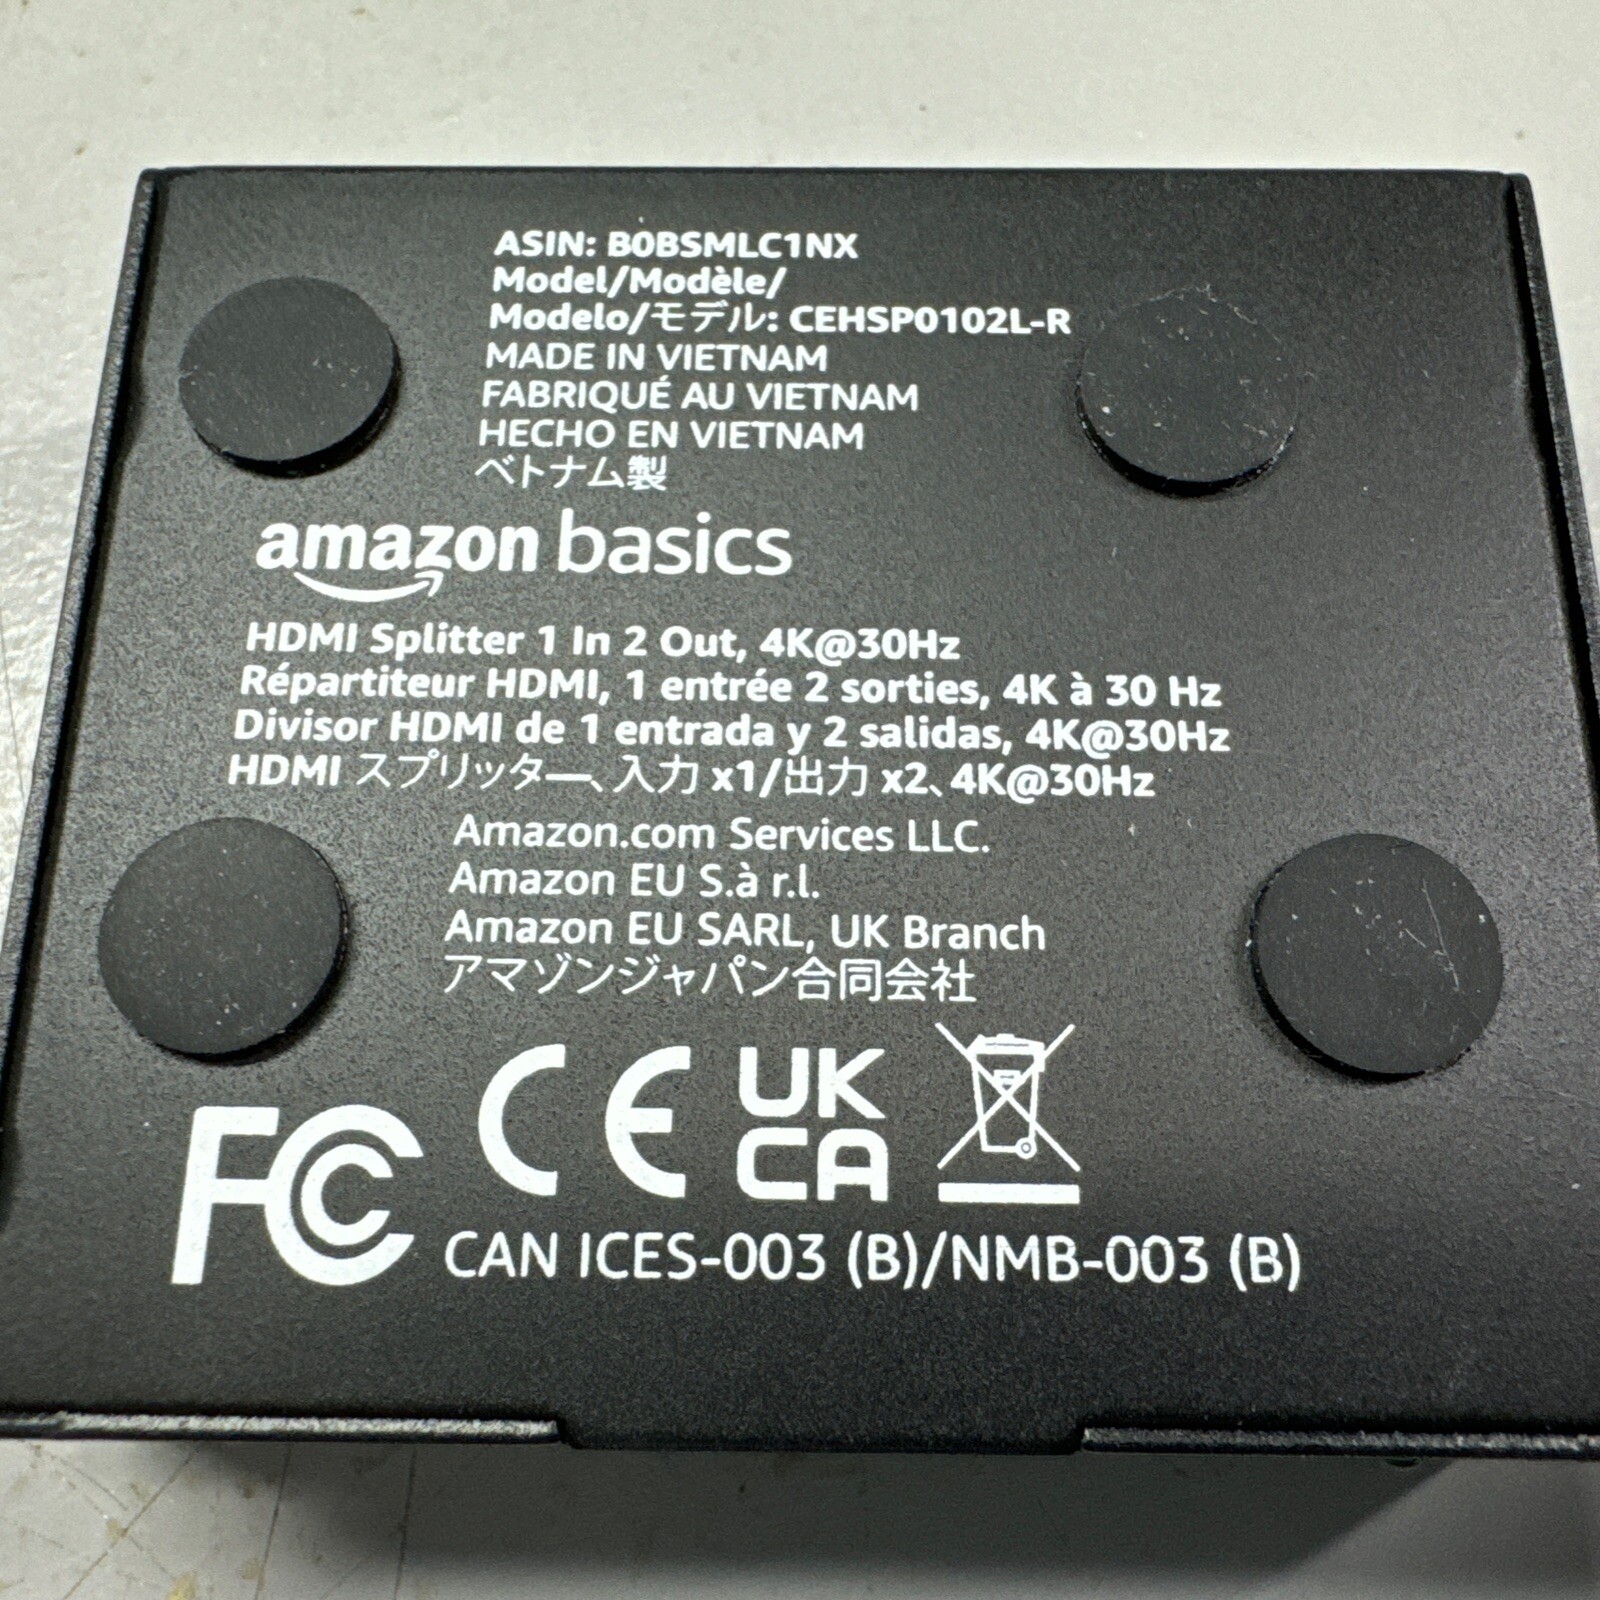 ASIN: B0BSMLC1NX
Model/Modèle/
Modelo/モデル: CEHSP0102L-R
MADE IN VIETNAM
FABRIQUÉ AU VIETNAM
HECHO EN VIETNAM
ベトナム製
amazon basics
HDMI Splitter 1 In 2 Out, 4K@30Hz
Répartiteur HDMI, 1 entrée 2 sorties, 4K à 30 Hz
Divisor HDMI de 1 entrada y 2 salidas, 4K@30Hz
HDMI スプリッター、入力 x1/出力 x2、4K@30Hz
Amazon.com Services LLC.
Amazon EU S.à r.l.
Amazon EU SARL, UK Branch
アマゾンジャパン合同会社
FC CE UK
CA
CAN ICES-003 (B)/NMB-003 (B)